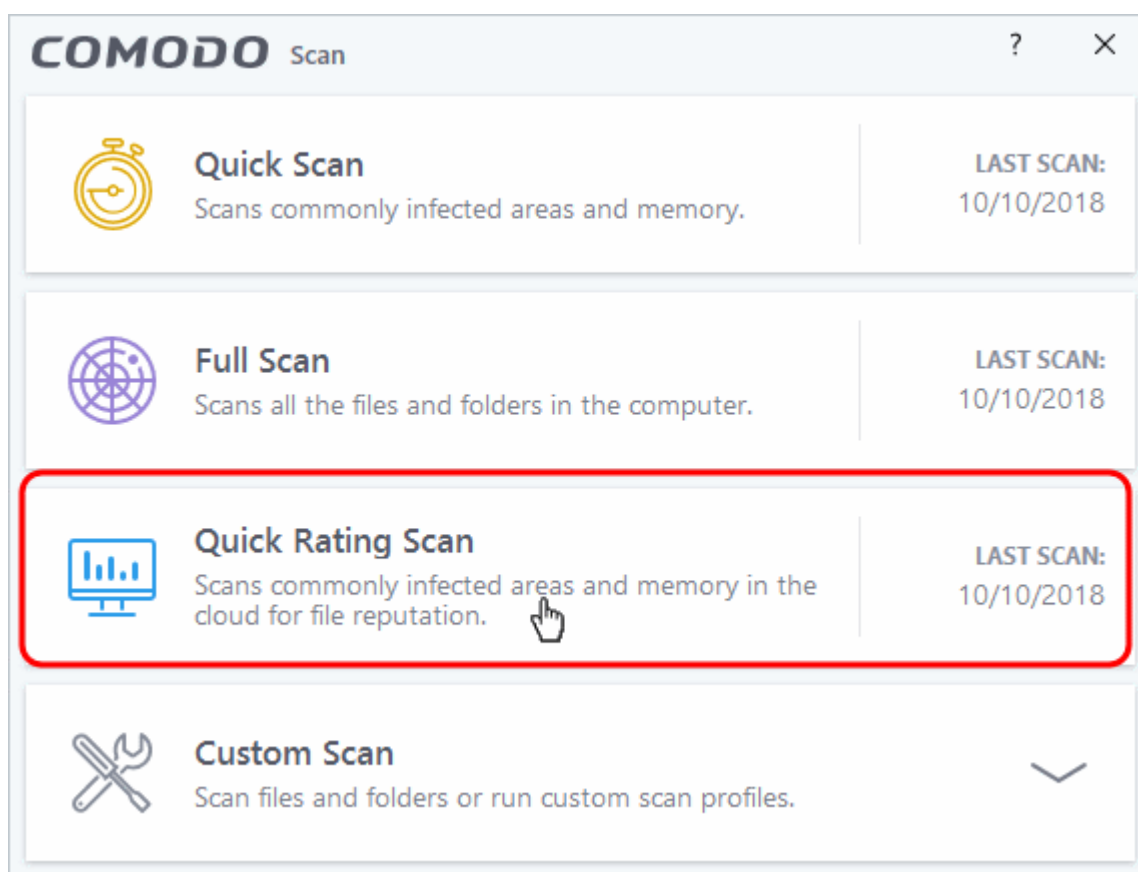 COMODO Scan
?
Quick Scan
Scans commonly infected areas and memory.
LAST SCAN:
10/10/2018
Full Scan
Scans all the files and folders in the computer.
LAST SCAN:
10/10/2018
Quick Rating Scan
Scans commonly infected areas and memory in the
cloud for file reputation.
LAST SCAN:
10/10/2018
Custom Scan
Scan files and folders or run custom scan profiles.